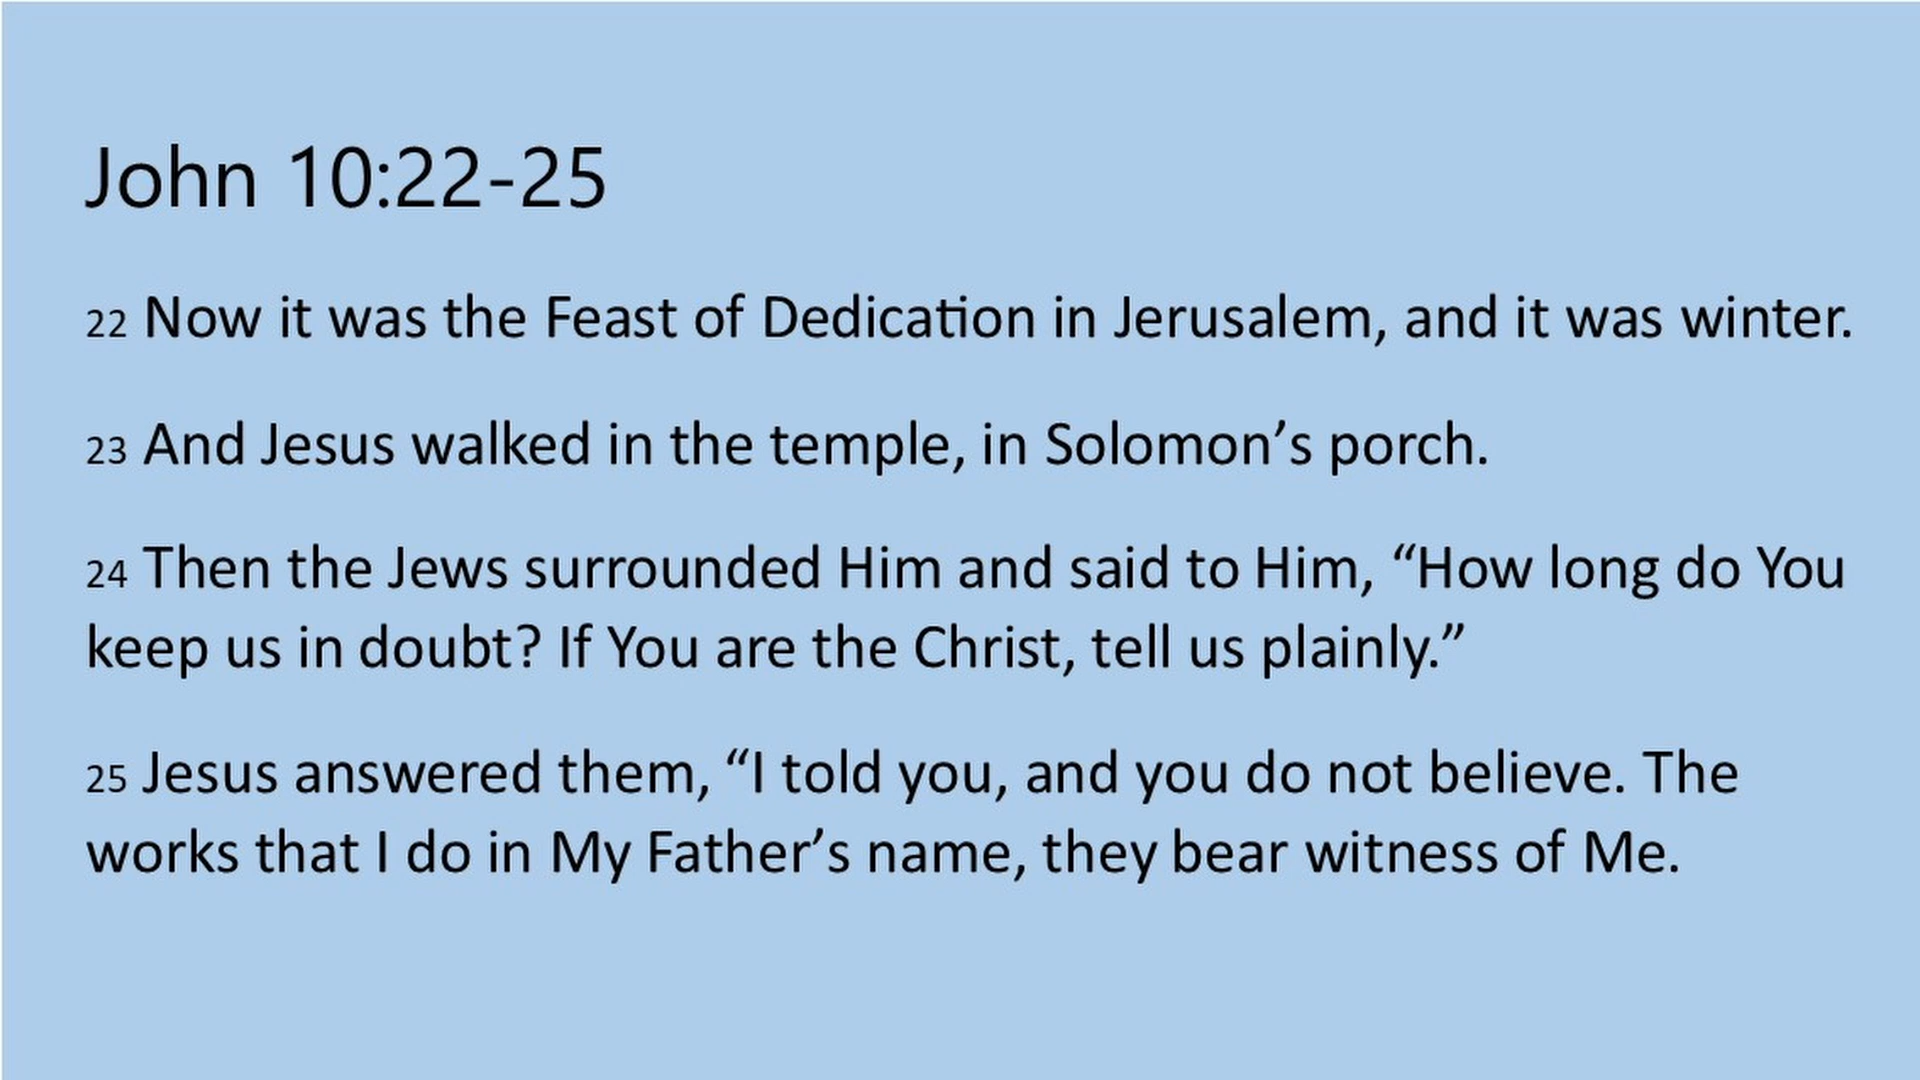 John 10:22-25
22 Now it was the Feast of Dedication in Jerusalem, and it was winter.
23 And Jesus walked in the temple, in Solomon’s porch.
24 Then the Jews surrounded Him and said to Him, “How long do You
keep us in doubt? If You are the Christ, tell us plainly.”
25 Jesus answered them, “I told you, and you do not believe. The
works that I do in My Father’s name, they bear witness of Me.